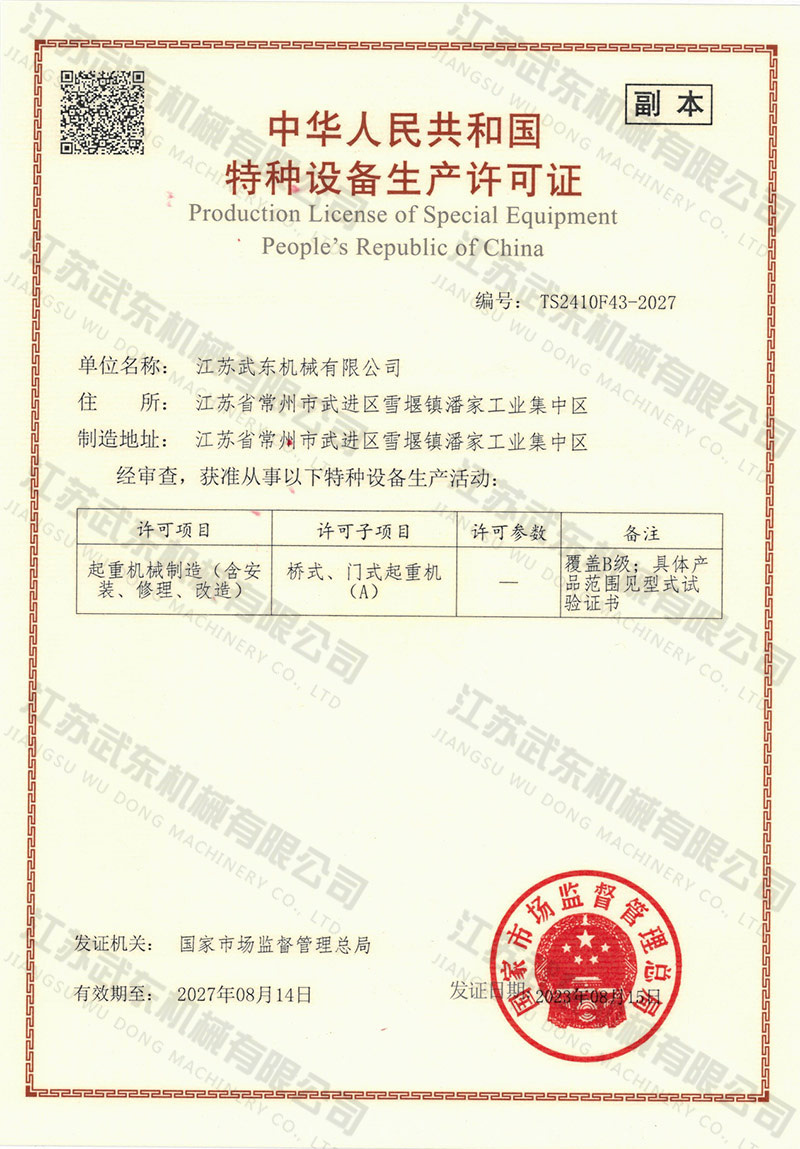 副 本
中华人民共和国
特种设备生产许可证
Production License of Special Equipment
People's Republic of China
编号： TS2410F43-2027
单位名称： 江苏武东机械有限公司
住 所： 江苏省常州市武进区雪堰镇潘家工业集中区
制造地址： 江苏省常州市武进区雪堰镇潘家工业集中区
经审查，获准从事以下特种设备生产活动：
许可项目 许可子项目 许可参数 备注
起重机械制造（含安装、修理、改造） 桥式、门式起重机（A） — 覆盖B级；具体产品范围见型式试验证书
发证机关： 国家市场监督管理总局
有效期至： 2027年08月14日
发证日期 2023年08月15日
国家市场监督管理总局
江苏武东机械有限公司
JIANGSU WU DONG MACHINERY CO., LTD